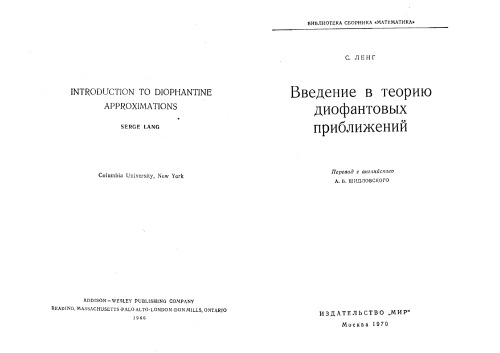 INTRODUCTION TO DIOPHANTINE
APPROXIMATIONS
SERGE LANG
Columbia University, New York
ADDISON—WESLEY PUBLISHING COMPANY
READING, MASSACHUSETTS-PALO-ALTO-LONDON-DON MILLS, ONTARIO
1966
БИБЛИОТЕКА СБОРНИКА «МАТЕМАТИКА»
С. ЛЕНГ
Введение в теорию
диофантовых
приближений
Перевод с английского
А. Б. ШИДЛОВСКОГО
ИЗДАТЕЛЬСТВО „МИР“
Москва 1970